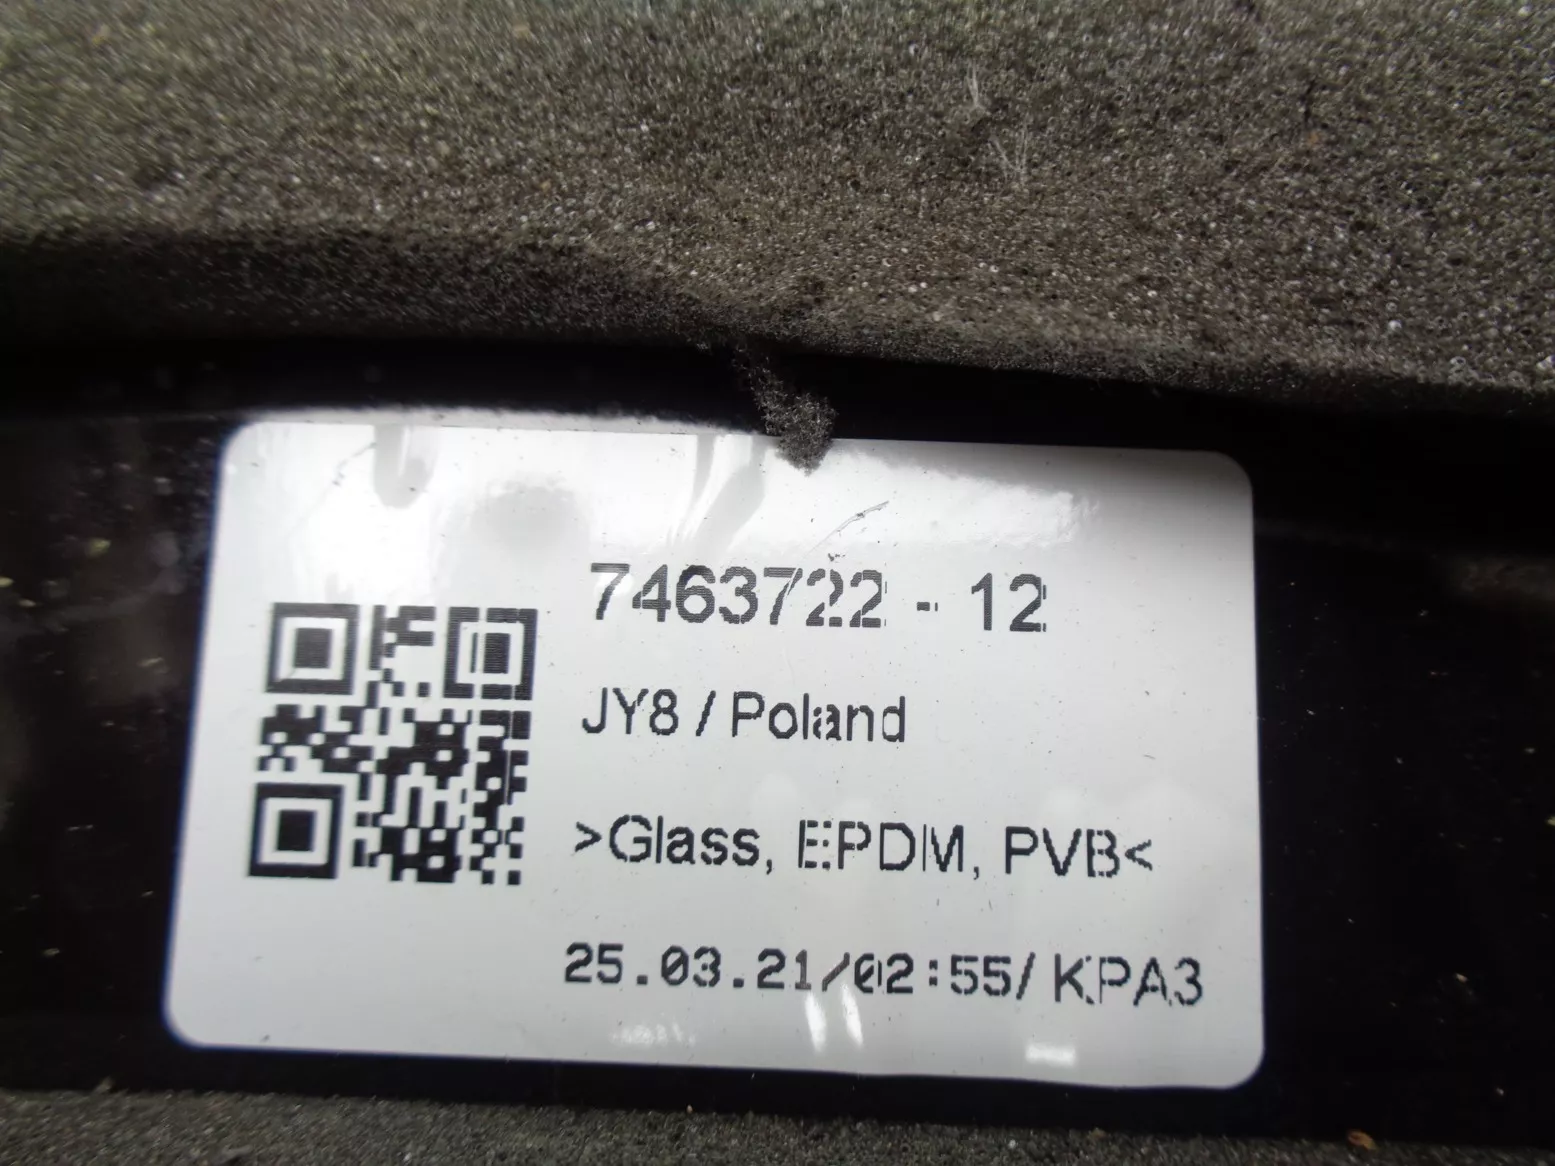 7463722 - 12
JY8 / Poland
>Glass, EPDM, PVB<
25.03.21/02:55/ KPA3